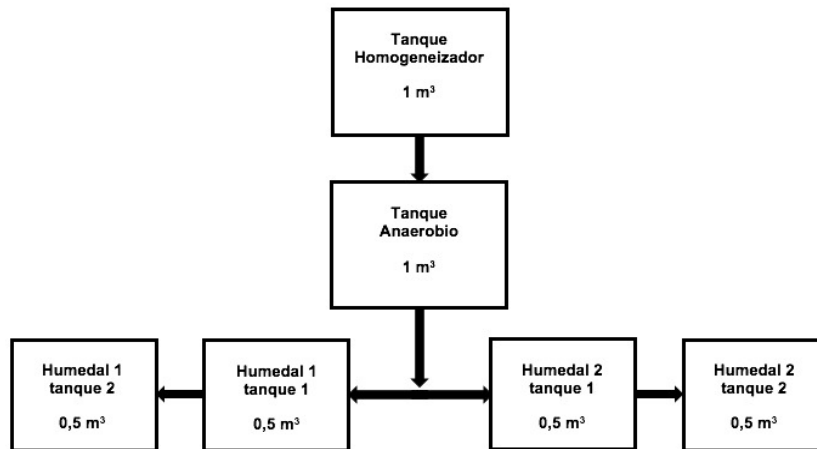 Tanque
Homogeneizador
1 m³
Tanque
Anaerobio
1 m³
Humedal 1
tanque 2
0,5 m³
Humedal 1
tanque 1
0,5 m³
Humedal 2
tanque 1
0,5 m³
Humedal 2
tanque 2
0,5 m³